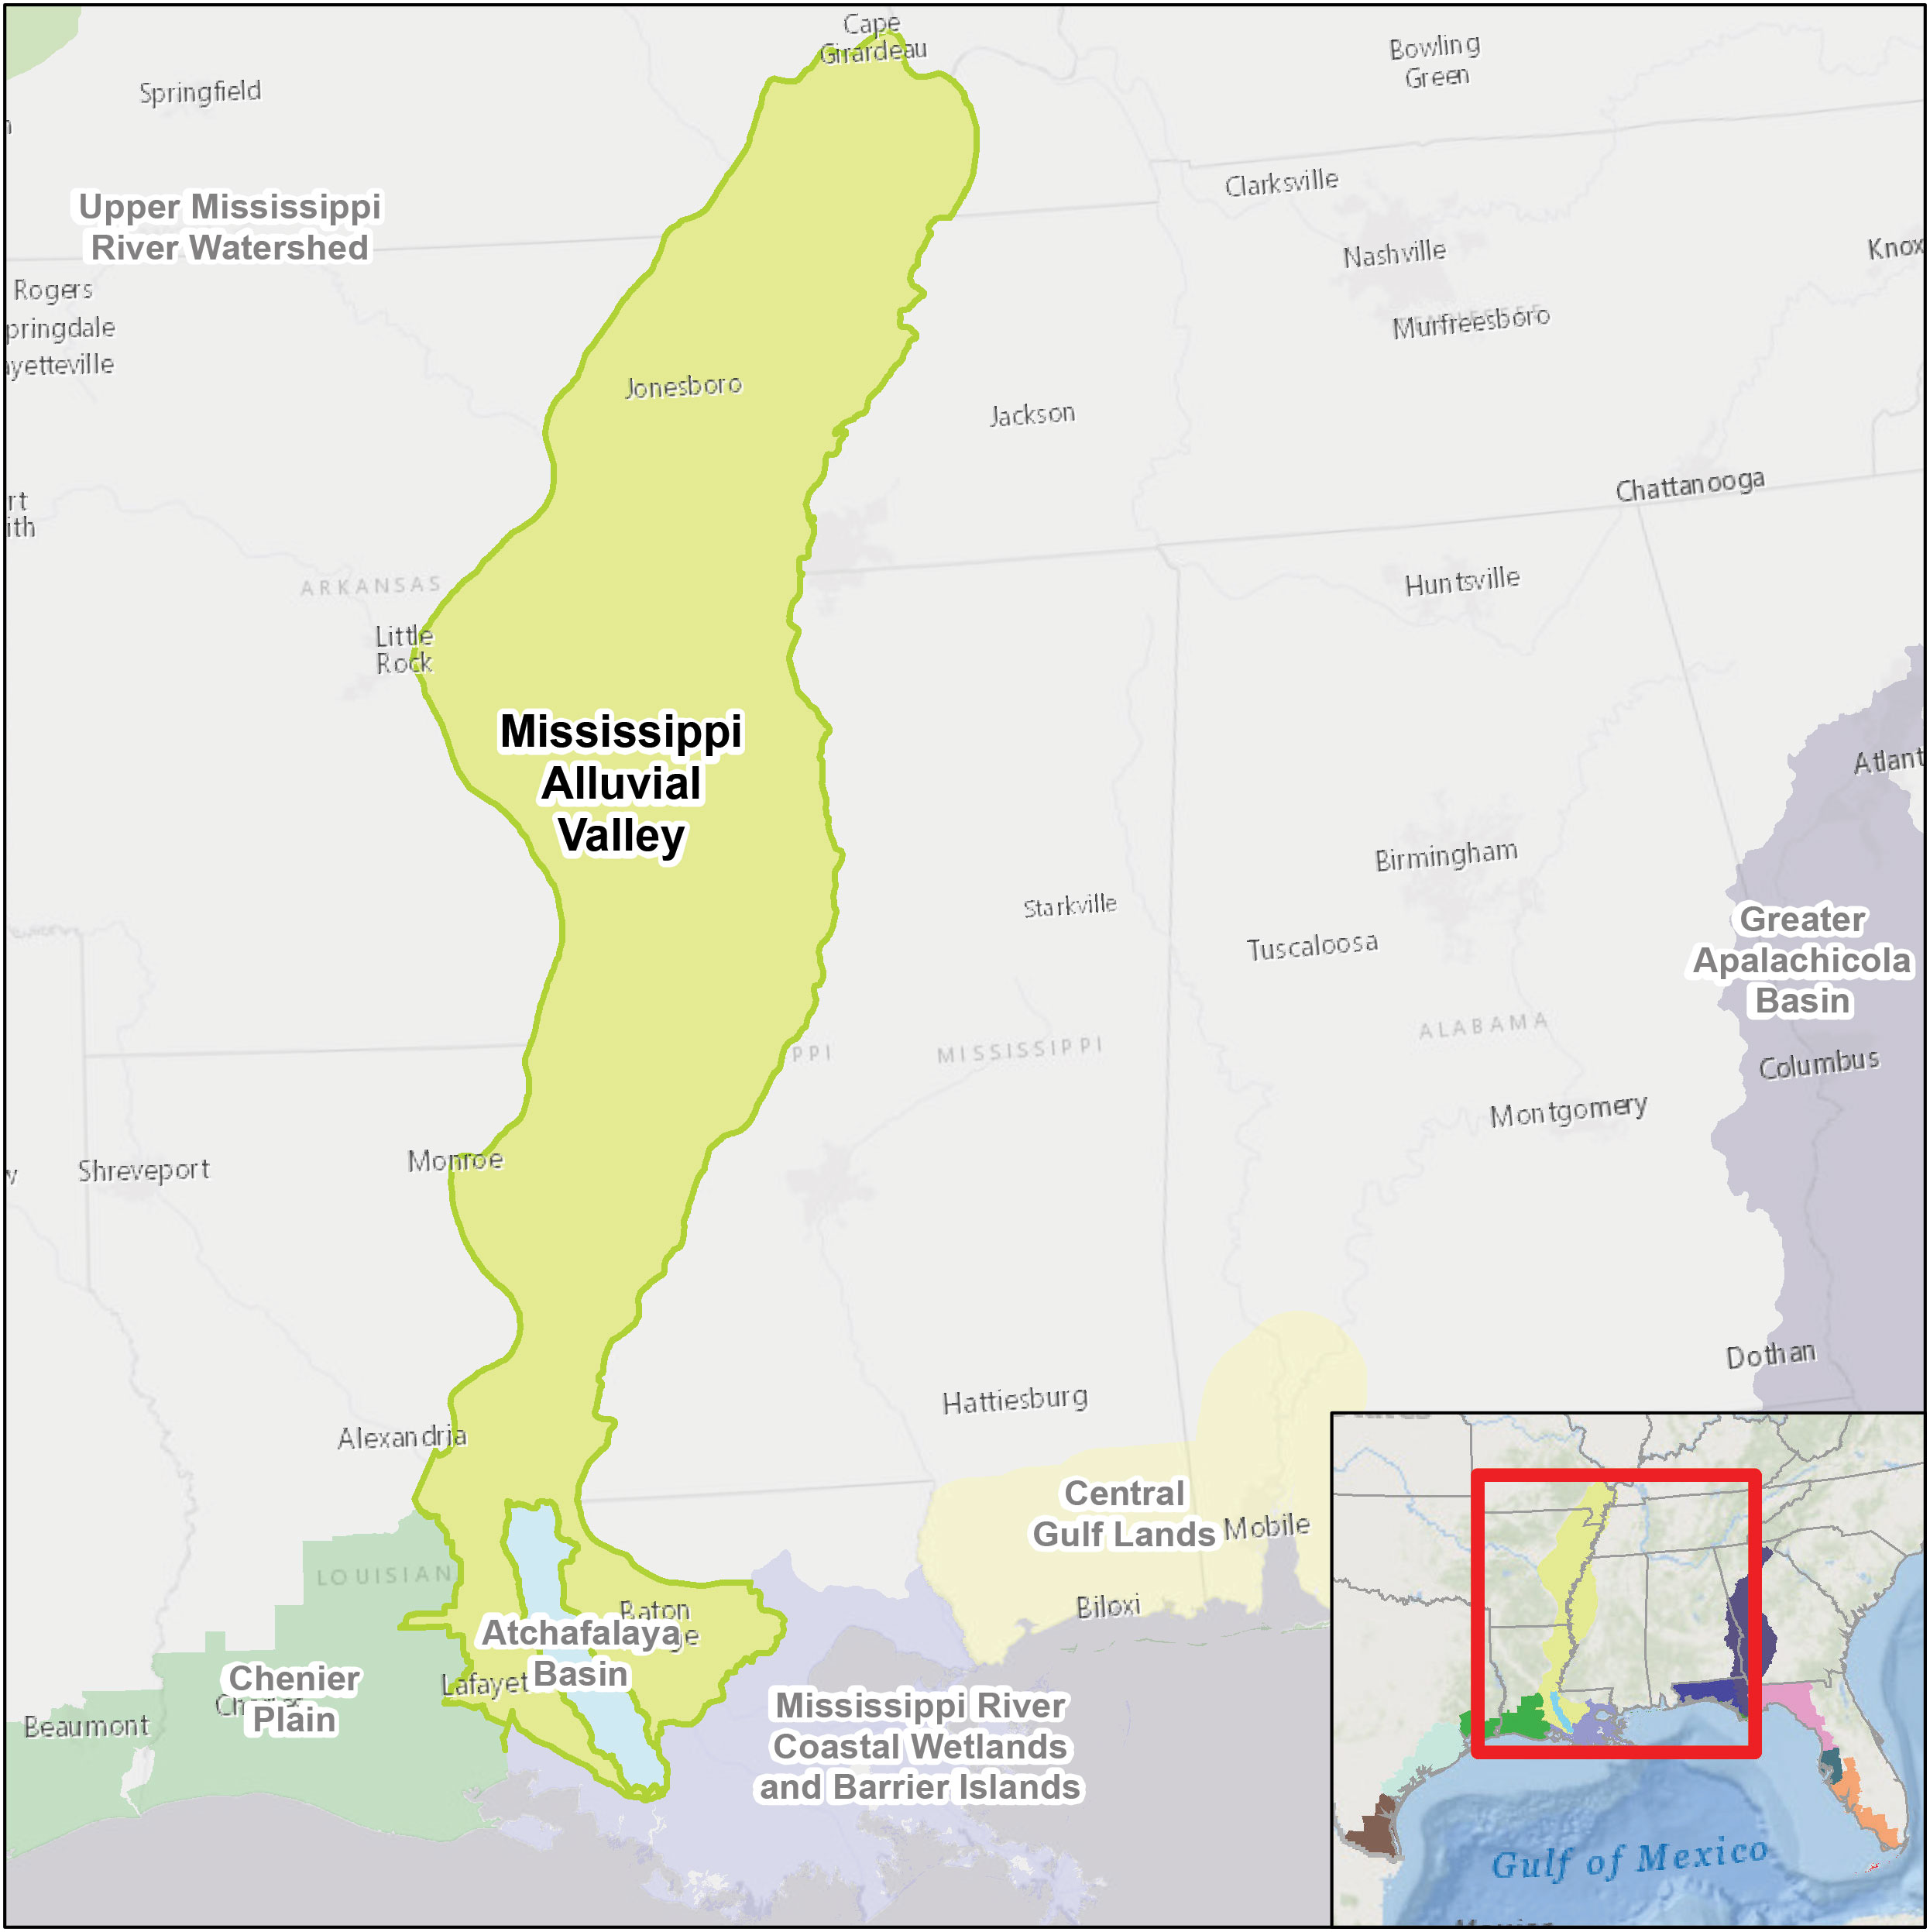 Cape
Girardeau
Bowling
Green
Springfield
Clarksville
Upper Mississippi
River Watershed
Nashville
Knox
Rogers
pringdale
Murfreesboro
ayetteville
Jonesboro
Jackson
Chattanooga
rt
ith
ARKANSAS
Huntsville
Little
Rock
Mississippi
Alluvial
Valley
Atlant
Birmingham
Starkville
Tuscaloosa
Greater
Apalachicola
Basin
ALABAMA
PPI
MISSISSIPPI
Columbus
Montgomery
Monroe
Shreveport
Dothan
Hattiesburg
Alexandria
Central
Gulf Lands
Mobile
LOUISIAN
Biloxi
Baton
ge
Atchafalaya
Basin
Lafayet
Chenier
Plain
Beaumont
Mississippi River
Coastal Wetlands
and Barrier Islands
Gulf of Mexico